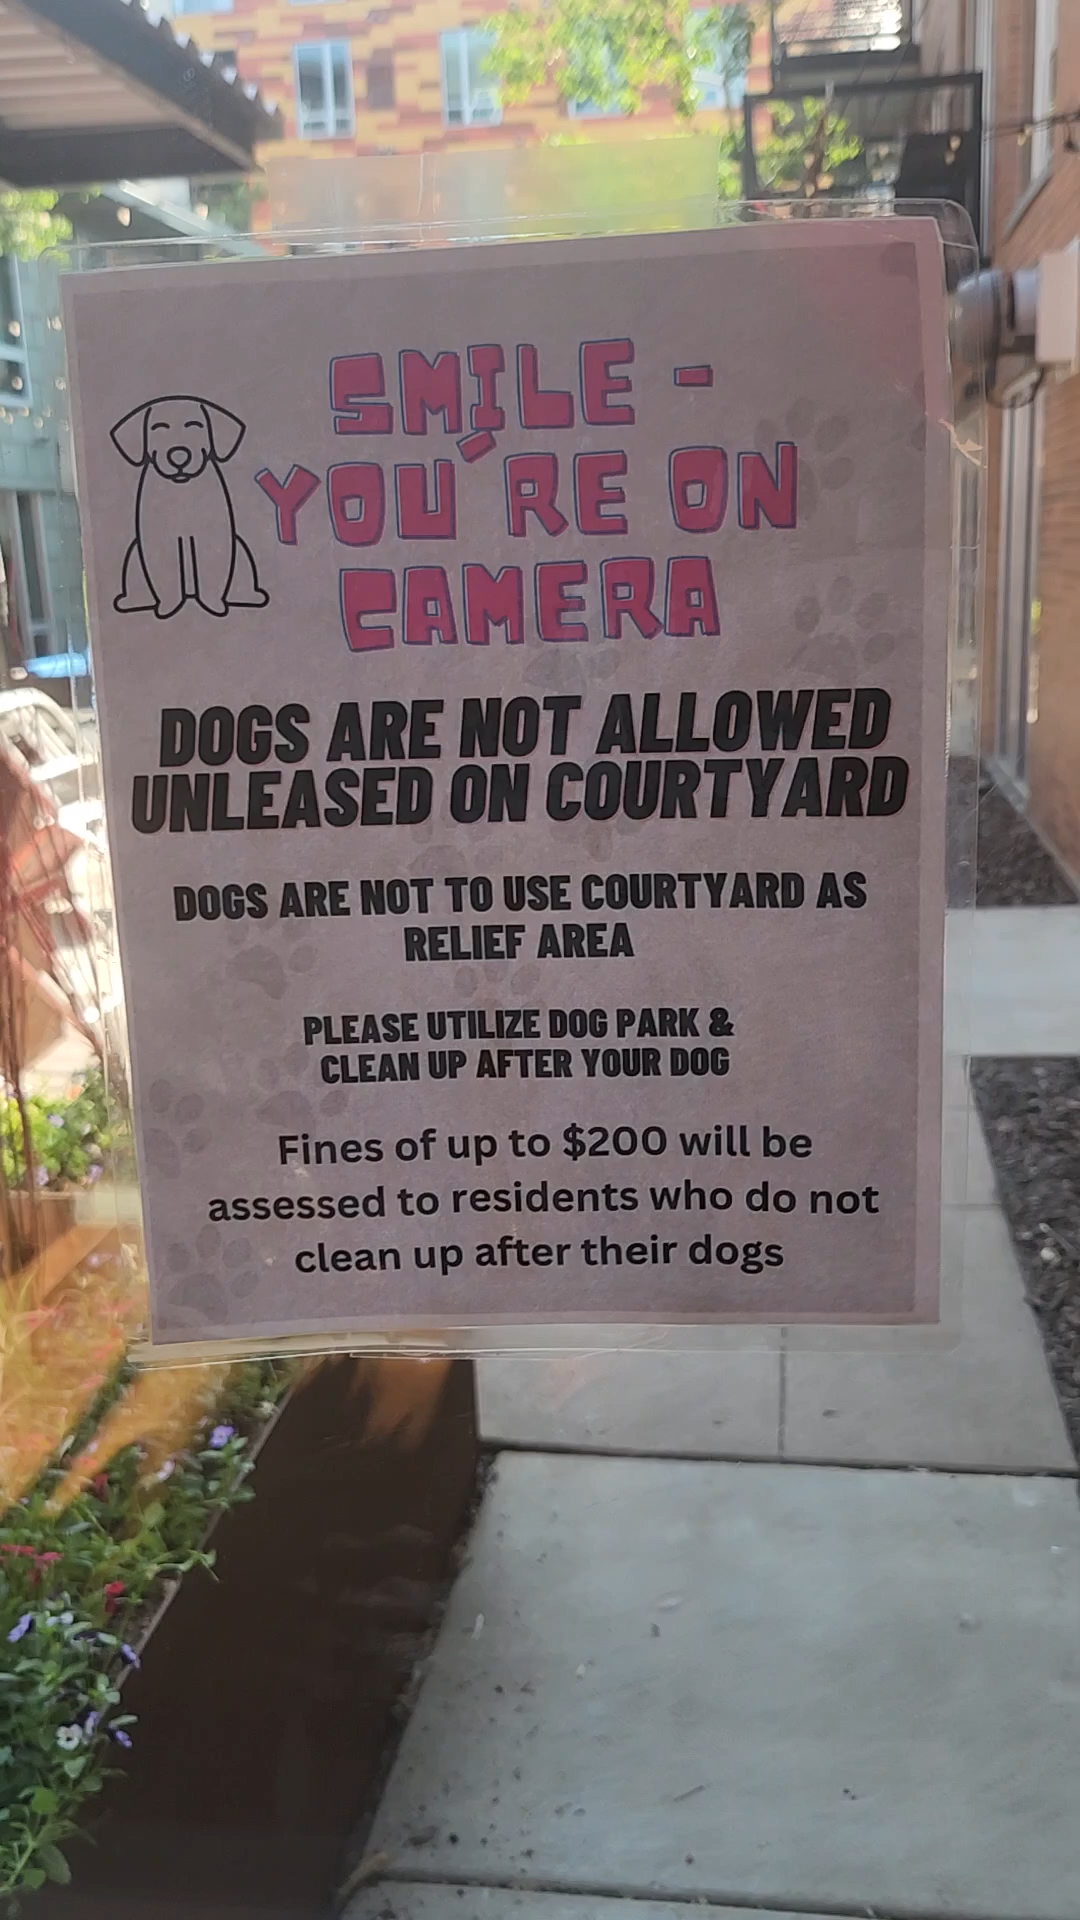 SMILE -
YOU'RE ON
CAMERA
DOGS ARE NOT ALLOWED
UNLEASED ON COURTYARD
DOGS ARE NOT TO USE COURTYARD AS
RELIEF AREA
PLEASE UTILIZE DOG PARK &
CLEAN UP AFTER YOUR DOG
Fines of up to $200 will be
assessed to residents who do not
clean up after their dogs